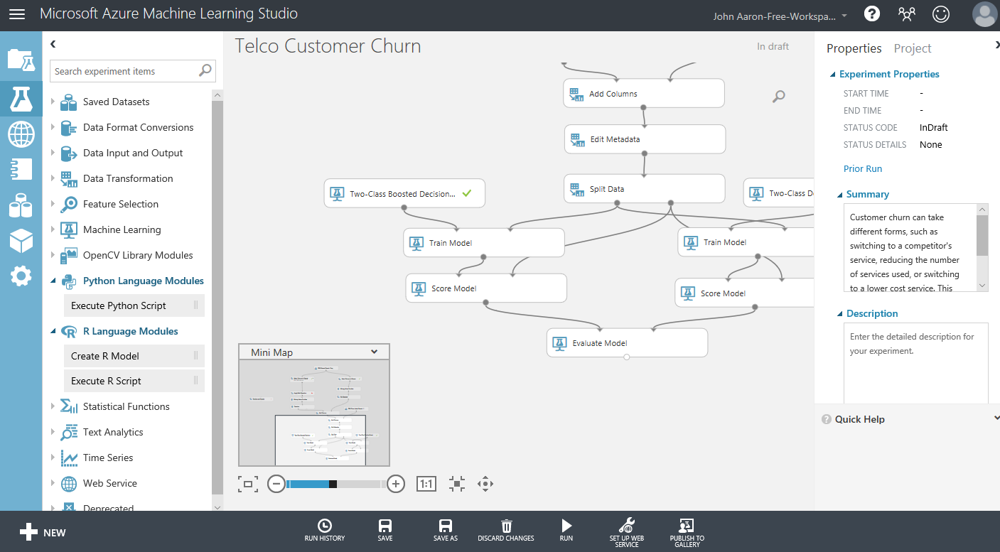 Microsoft Azure Machine Learning Studio
John Aaron-Free-Workspa...
Search experiment items
Saved Datasets
Data Format Conversions
Data Input and Output
Data Transformation
Feature Selection
Machine Learning
OpenCV Library Modules
Python Language Modules
Execute Python Script
R Language Modules
Create R Model
Execute R Script
Statistical Functions
Text Analytics
Time Series
Web Service
Deprecated
Telco Customer Churn
In draft
Add Columns
Edit Metadata
Split Data
Two-Class Boosted Decision...
Two-Class De
Train Model
Train Model
Score Model
Score Model
Evaluate Model
Mini Map
1:1
Properties
Project
Experiment Properties
START TIME -
END TIME -
STATUS CODE InDraft
STATUS DETAILS None
Prior Run
Summary
Customer churn can take
different forms, such as
switching to a competitor's
service, reducing the number
of services used, or switching
to a lower cost service. This
Description
Enter the detailed description for
your experiment.
Quick Help
NEW
RUN HISTORY
SAVE
SAVE AS
DISCARD CHANGES
RUN
SET UP WEB
SERVICE
PUBLISH TO
GALLERY